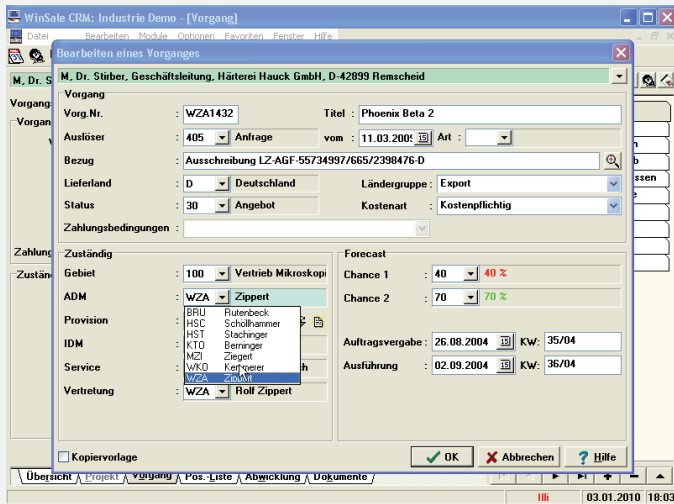 WinSale CRM: Industrie Demo - [Vorgang]
Datei Bearbeiten Module Optionen Favoriten Fenster Hilfe
Bearbeiten eines Vorganges
M, Dr. S
M, Dr. Stirber, Geschäftsleitung, Härterei Hauck GmbH, D-42899 Remscheid
Vorgang
Vorg.Nr. : WZA1432 Titel : Phoenix Beta 2
Auslöser : 405 Anfrage vom : 11.03.2009 Art :
Bezug : Ausschreibung LZ-AGF-55734997/665/2398476-D
Lieferland : D Deutschland Ländergruppe : Export
Status : 30 Angebot Kostenart : Kostenpflichtig
Zahlungsbedingungen :
Zuständig Forecast
Gebiet : 100 Vertrieb Mikroskopi Chance 1 : 40 40 %
ADM : WZA Zippert Chance 2 : 70 70 %
BRU Rutenbeck
HSC Schöllhammer
HST Stachinger
KTO Berninger
MZI Ziegert
WKO
WZA
Provision :
IDM :
Service :
Auftragsvergabe : 26.08.2004 15 KW: 35/04
Ausführung : 02.09.2004 15 KW: 36/04
Vertretung : WZA Rolf Zippert
Kopiervorlage OK Abbrechen ? Hilfe
Übersicht Projekt Vorgang Pos.-Liste Abwicklung Dokumente
Illi 03.01.2010 18:03